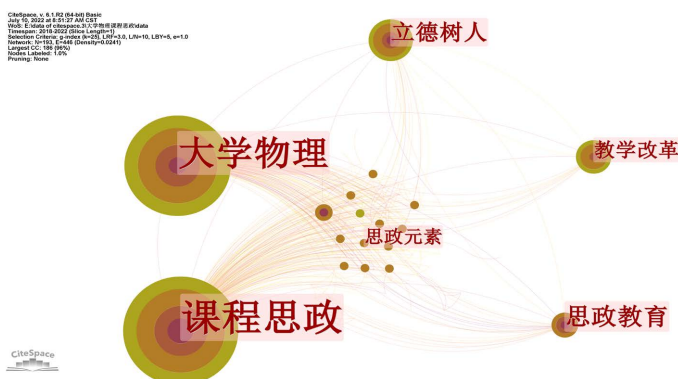 CiteSpace, v. 6.1.R2 (64-bit) Basic
July 10, 2022 at 8:51:27 AM CST
WoS: E:\data of citespace.3\大学物理课程思政\data
Timespan: 2018-2022 (Slice Length=1)
Selection Criteria: g-index (k=25), LRF=3.0, L/N=10, LBY=5, e=1.0
Network: N=193, E=446 (Density=0.0241)
Largest CC: 186 (96%)
Nodes Labeled: 1.0%
Pruning: None
立德树人
大学物理
教学改革
思政元素
课程思政
思政教育
CiteSpace